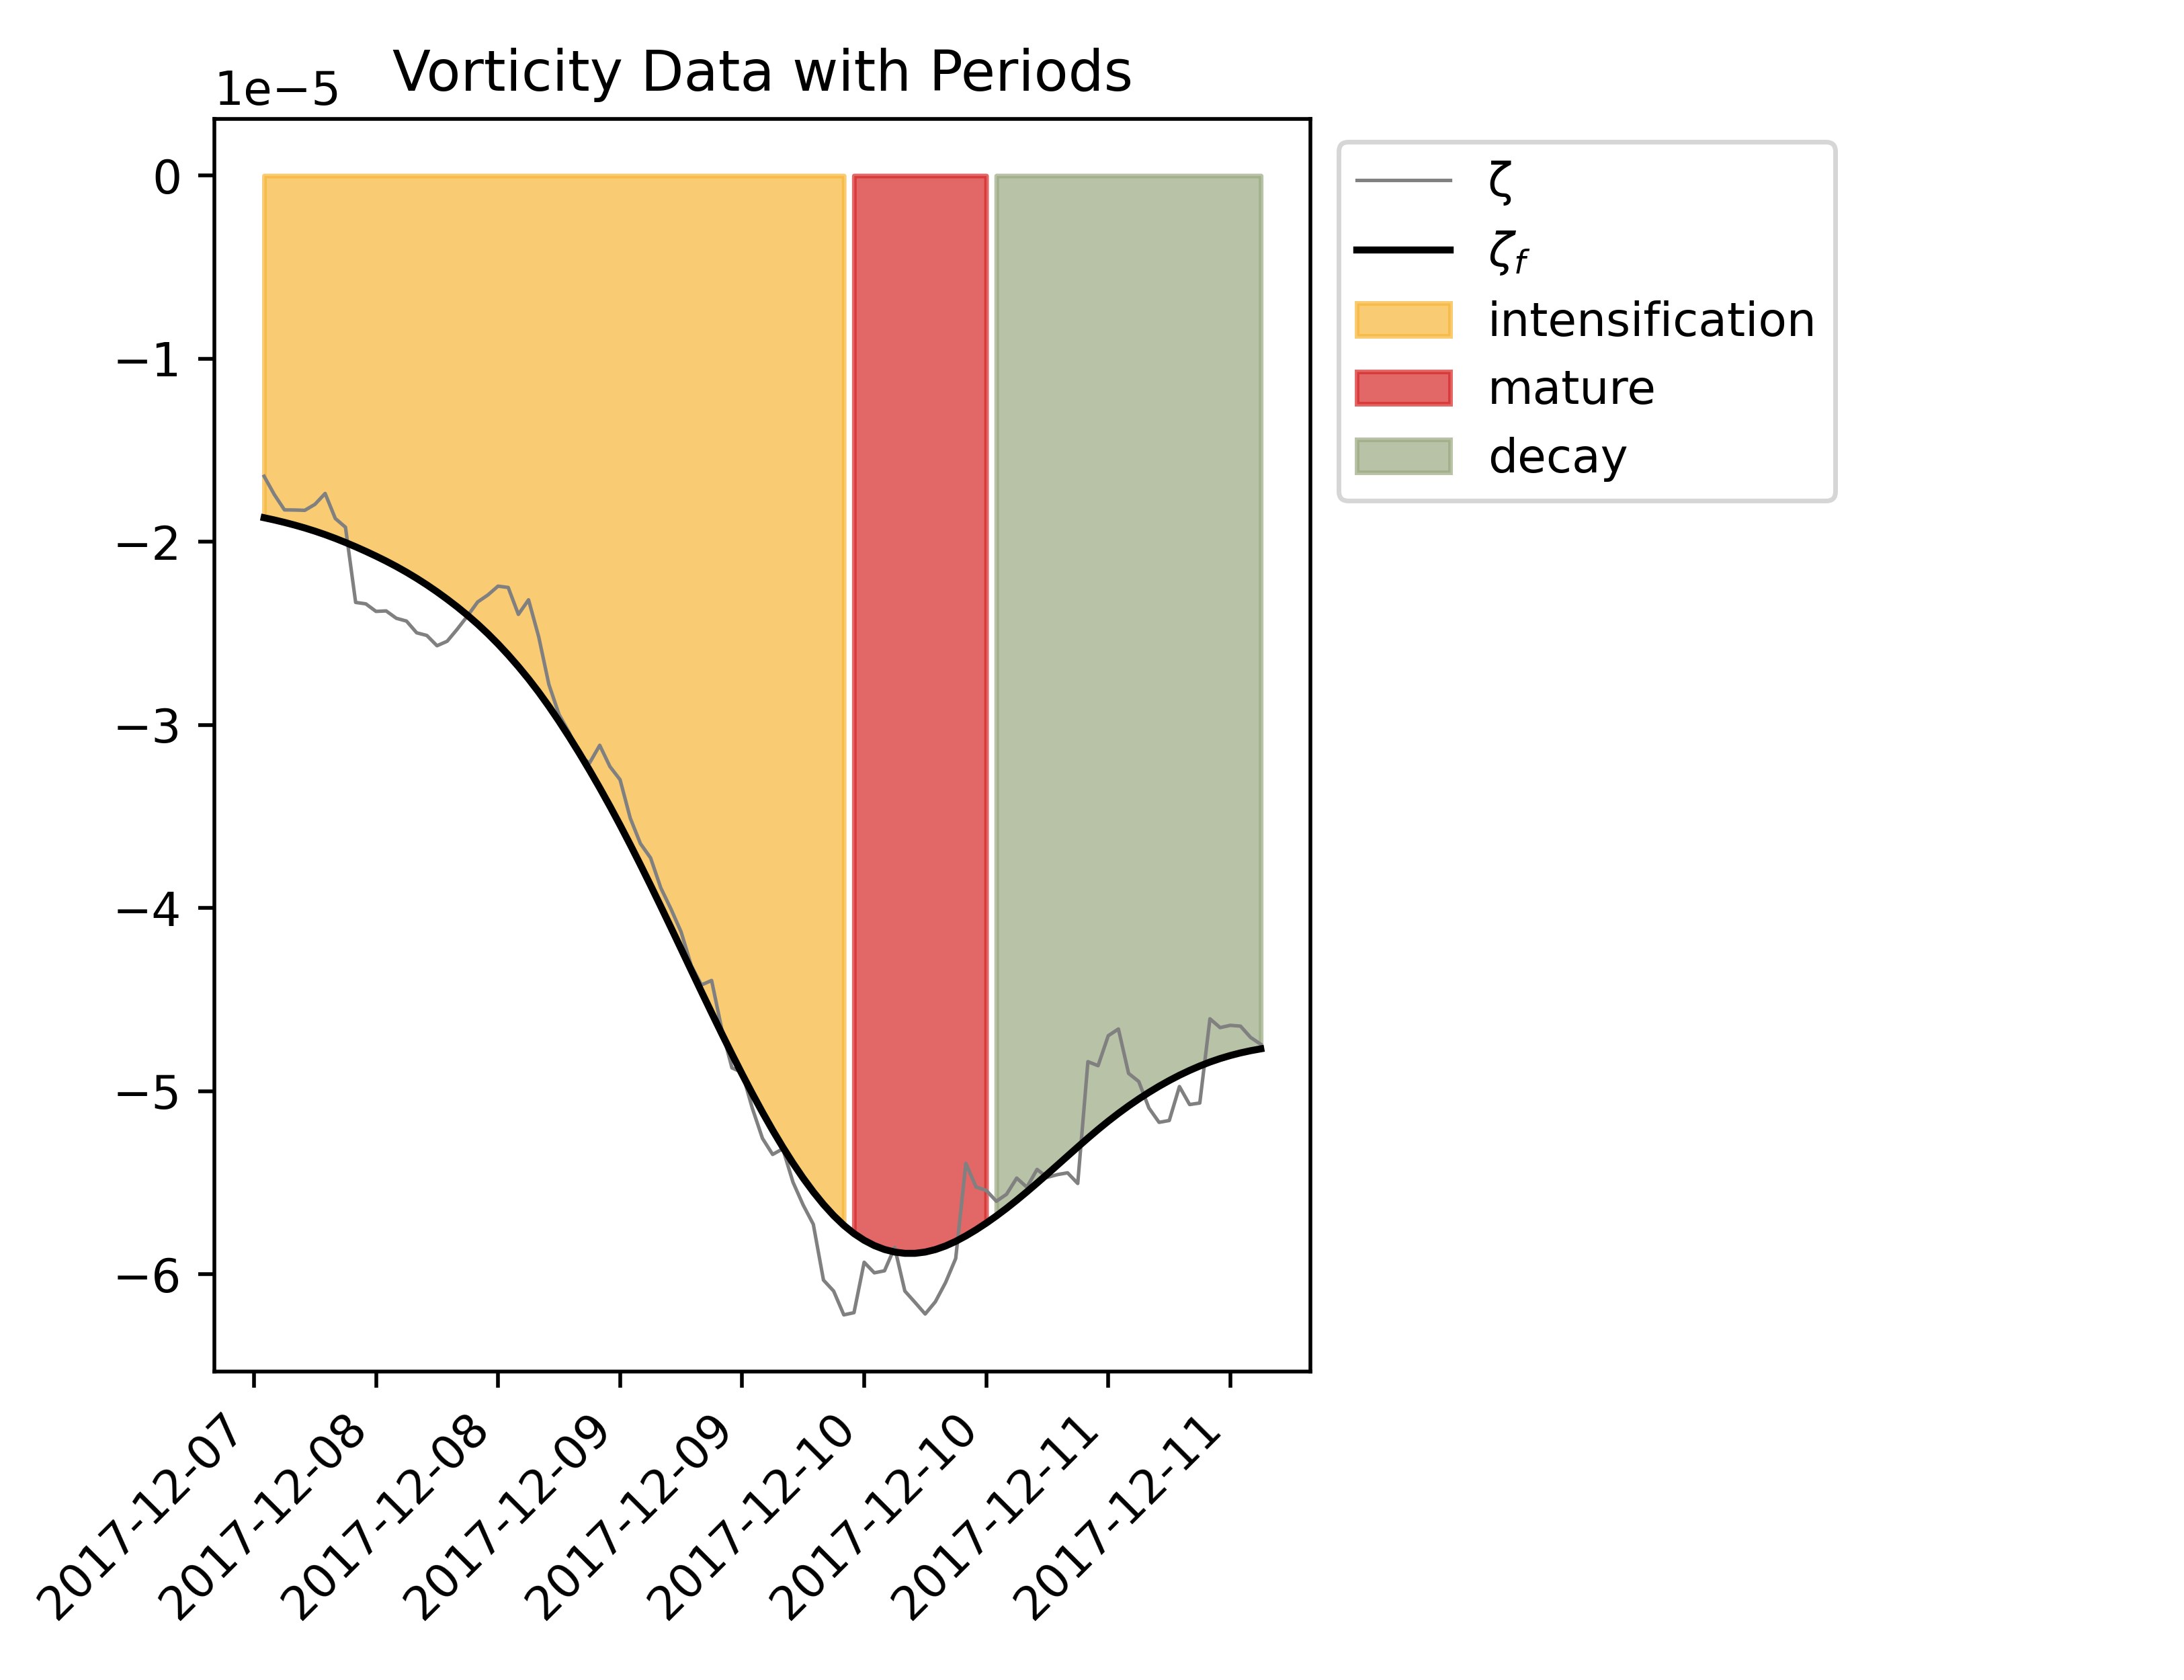 Vorticity Data with Periods
1e−5
0
−1
−2
−3
−4
−5
−6
2017-12-07
2017-12-08
2017-12-08
2017-12-09
2017-12-09
2017-12-10
2017-12-10
2017-12-11
2017-12-11
ζ
ζf
intensification
mature
decay